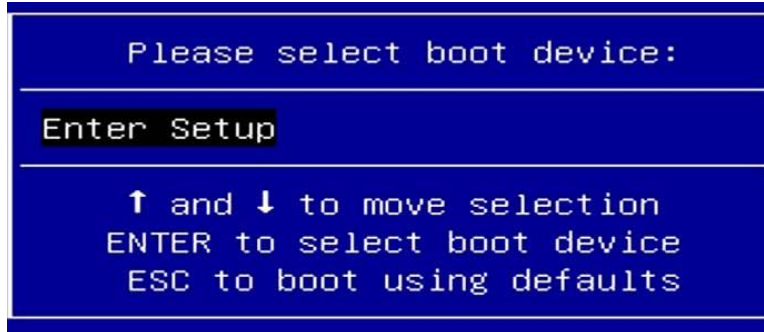 Please select boot device:
Enter Setup
↑ and ↓ to move selection
ENTER to select boot device
ESC to boot using defaults